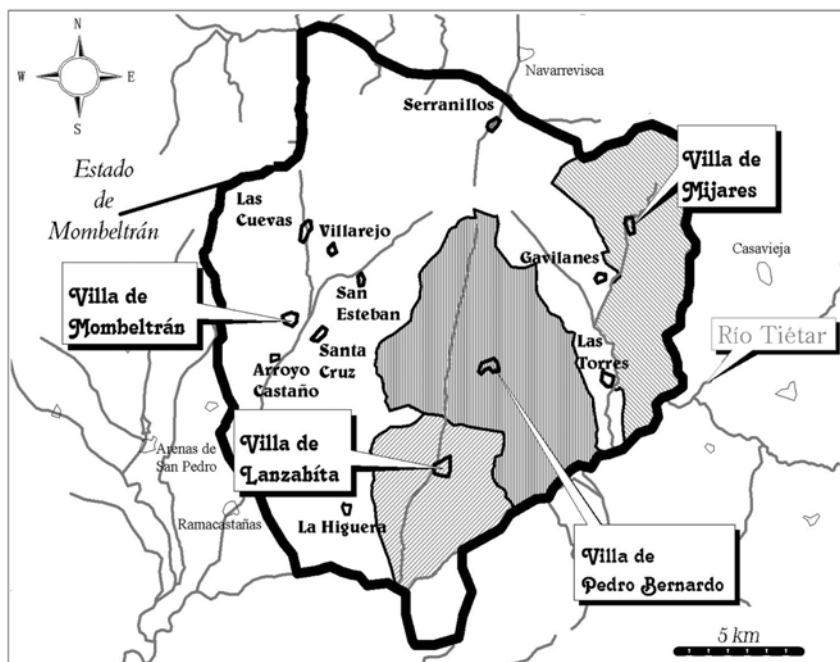 N
W
E
S
Navarrevisca
Serranillos
Estado
de
Mombeltrán
Villa de
Mijares
Las
Cuevas
Villarejo
Gavilanes
Casavieja
San
Esteban
Villa de
Mombeltrán
Santa
Cruz
Arroyo
Castaño
Las
Torres
Río Tiétar
Villa de
Lanzahíta
Arenas de
San Pedro
Ramacastañas
La Higuera
Villa de
Pedro Bernardo
5 km